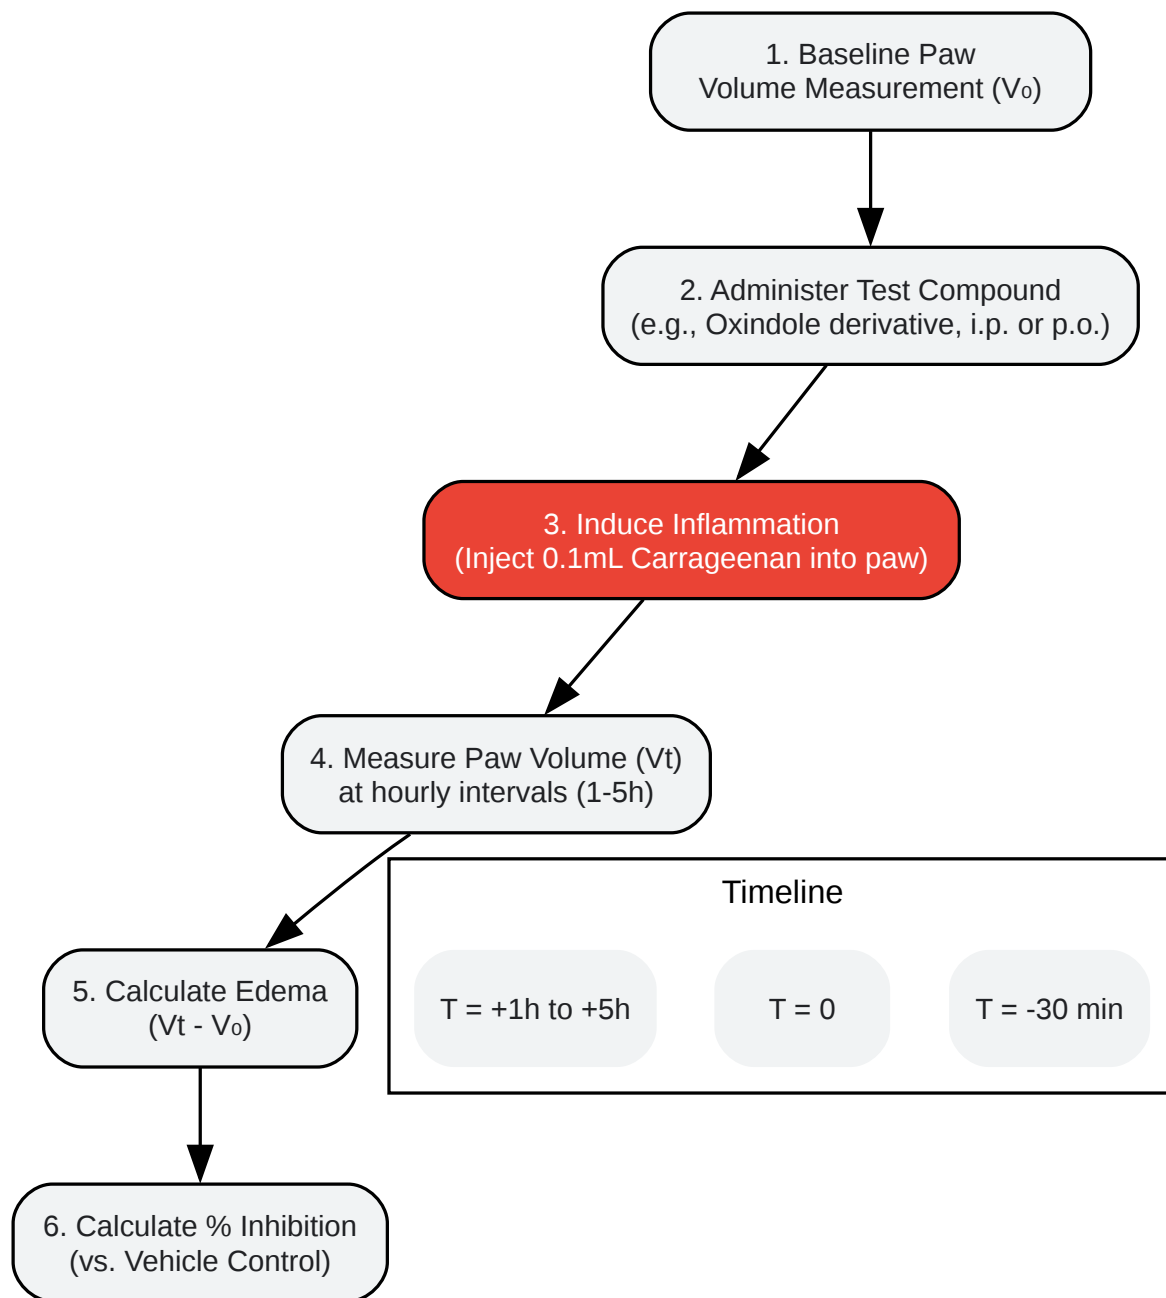 1. Baseline Paw
Volume Measurement (V₀)
2. Administer Test Compound
(e.g., Oxindole derivative, i.p. or p.o.)
3. Induce Inflammation
(Inject 0.1mL Carrageenan into paw)
4. Measure Paw Volume (Vt)
at hourly intervals (1-5h)
Timeline
T = +1h to +5h
T = 0
T = -30 min
5. Calculate Edema
(Vt - V₀)
6. Calculate % Inhibition
(vs. Vehicle Control)